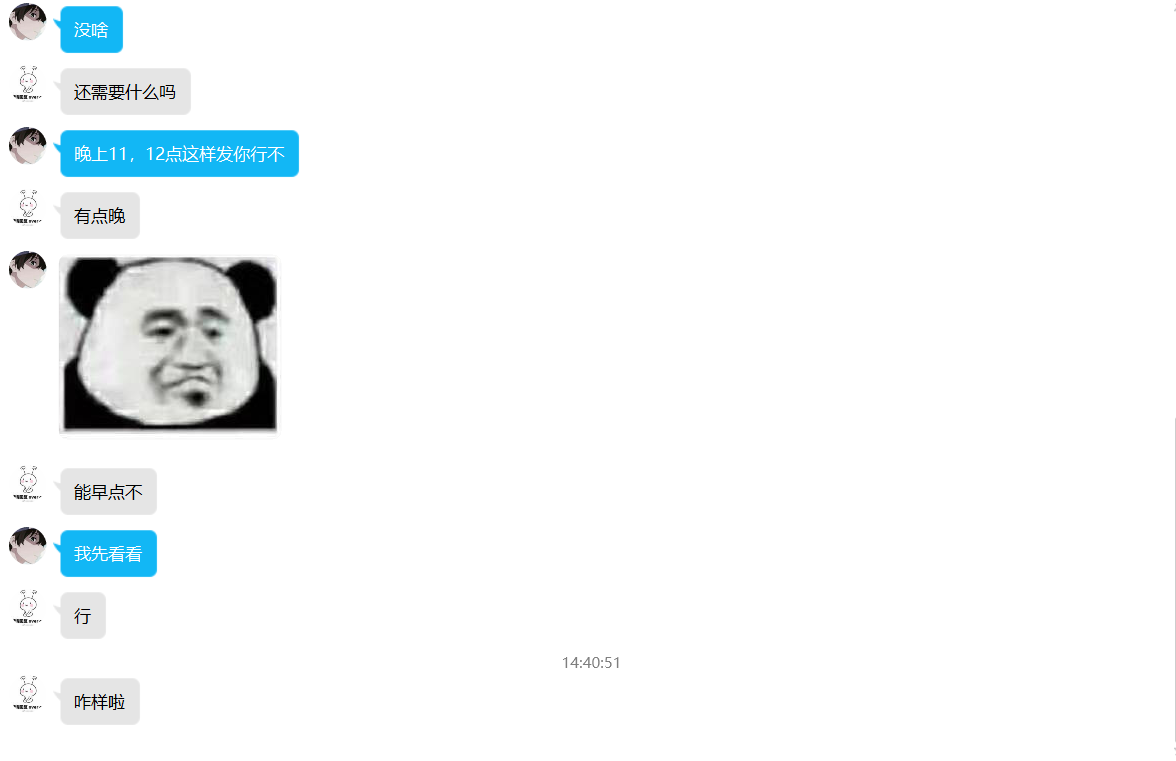 没啥
还需要什么吗
晚上11，12点这样发你行不
有点晚
能早点不
我先看看
行
14:40:51
咋样啦